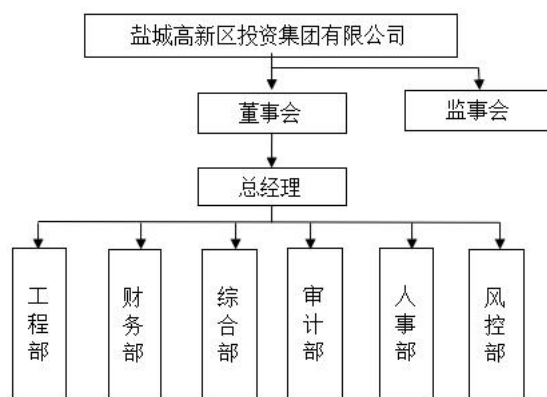 盐城高新区投资集团有限公司
董事会
监事会
总经理
工程部
财务部
综合部
审计部
人事部
风控部